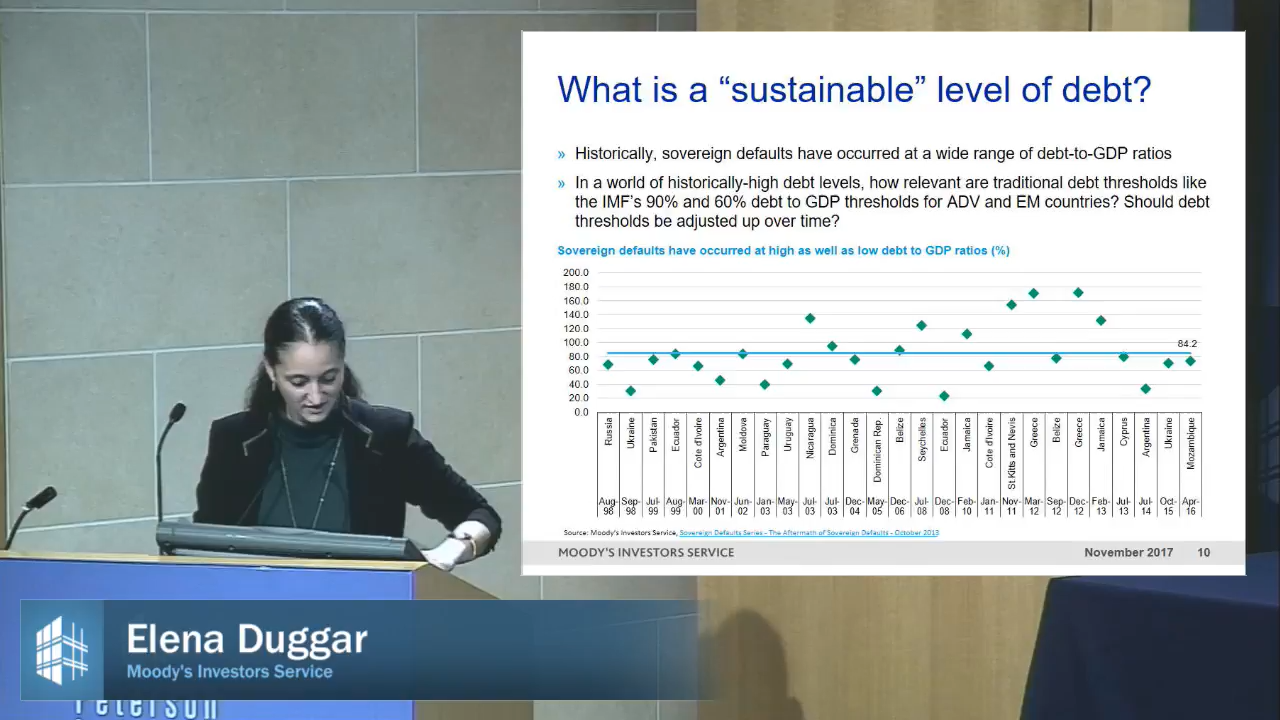 What is a “sustainable” level of debt?
» Historically, sovereign defaults have occurred at a wide range of debt-to-GDP ratios
» In a world of historically-high debt levels, how relevant are traditional debt thresholds like
the IMF's 90% and 60% debt to GDP thresholds for ADV and EM countries? Should debt
thresholds be adjusted up over time?
Sovereign defaults have occurred at high as well as low debt to GDP ratios (%)
200.0
180.0
160.0
140.0
120.0
100.0
80.0
60.0
40.0
20.0
0.0
84.2
Russia
Ukraine
Pakistan
Ecuador
Cote d'Ivoire
Argentina
Moldova
Paraguay
Uruguay
Nicaragua
Dominica
Grenada
Dominican Rep.
Belize
Seychelles
Ecuador
Jamaica
Cote d'Ivoire
St Kitts and Nevis
Greece
Belize
Greece
Jamaica
Cyprus
Argentina
Ukraine
Mozambique
Aug- Sep- Jul- Aug- Mar- Nov- Jun- Jan- May- Jul- Jul- Dec- May- Dec- Jul- Dec- Feb- Jan- Nov- Mar- Sep- Dec- Feb- Jul- Jul- Oct- Apr-
98 98 99 99 00 01 02 03 03 03 03 04 05 06 08 08 10 11 11 12 12 12 13 13 14 15 16
Source: Moody's Investors Service, Sovereign Defaults Series - The Aftermath of Sovereign Defaults - October 2013
MOODY'S INVESTORS SERVICE November 2017 10
Elena Duggar
Moody's Investors Service
Peterson